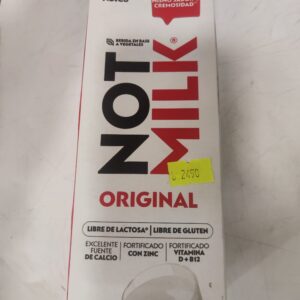 CREMOSIDAD*
BEBIDA EN BASE
A VEGETALES
NOT
MILK®
2450
ORIGINAL
LIBRE DE LACTOSA* | LIBRE DE GLUTEN
EXCELENTE
FUENTE
DE CALCIO
FORTIFICADO
CON ZINC
FORTIFICADO
VITAMINA
D + B12